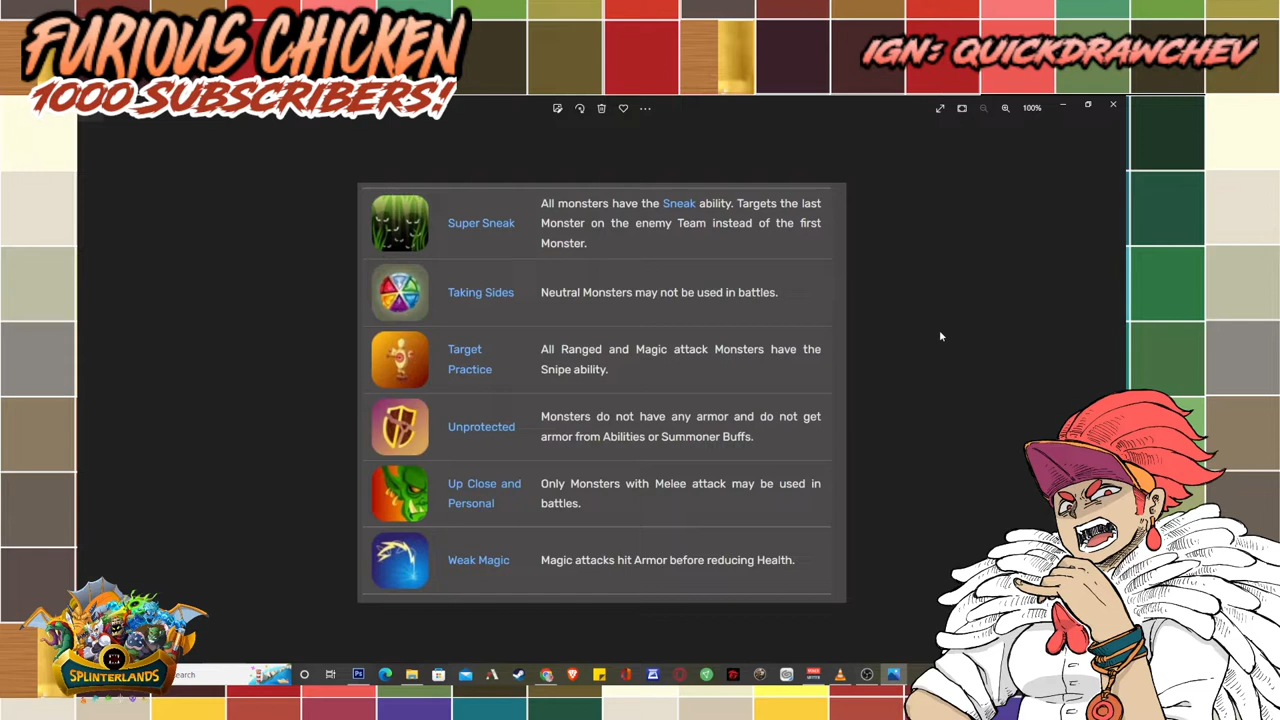 FURIOUS CHICKEN
1000 SUBSCRIBERS!
IGN: QUICKDRAWCHEV
100%
Super Sneak
All monsters have the Sneak ability. Targets the last
Monster on the enemy Team instead of the first
Monster.
Taking Sides
Neutral Monsters may not be used in battles.
Target
Practice
All Ranged and Magic attack Monsters have the
Snipe ability.
Unprotected
Monsters do not have any armor and do not get
armor from Abilities or Summoner Buffs.
Up Close and
Personal
Only Monsters with Melee attack may be used in
battles.
Weak Magic
Magic attacks hit Armor before reducing Health.
SPLINTERLANDS
earch